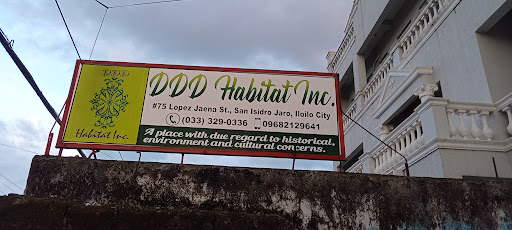 DDD
Habitat Inc.
DDD Habitat Inc.
#75 Lopez Jaena St., San Isidro Jaro, Iloilo City
(033) 329-0336 09682129641
A place with due regard to historical,
environment and cultural concerns.